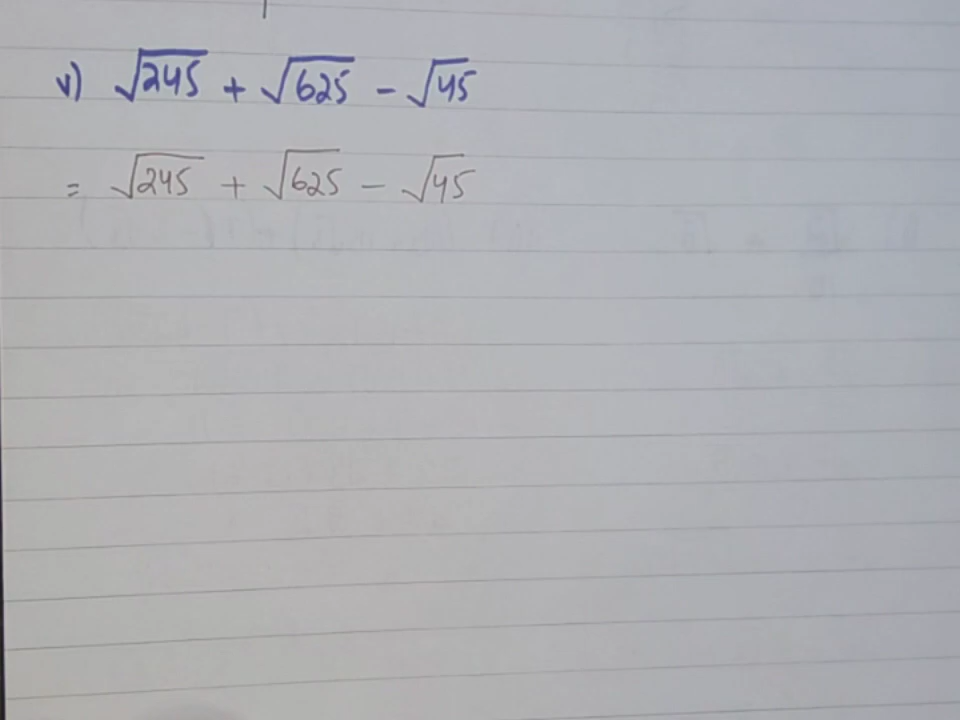 v) √245 + √625 - √45
= √245 + √625 - √45